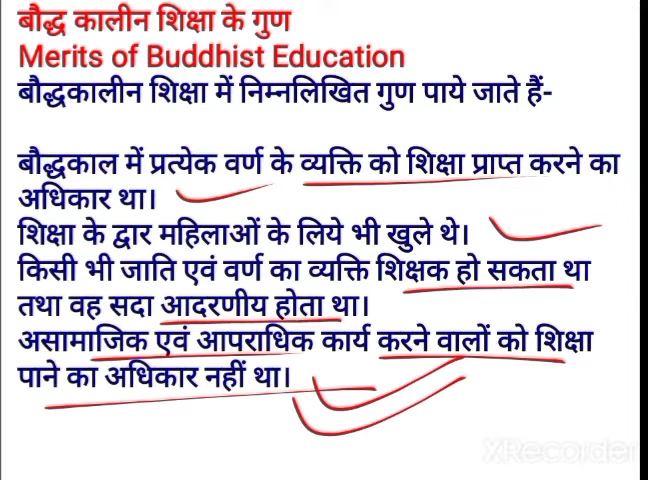 बौद्ध कालीन शिक्षा के गुण
Merits of Buddhist Education
बौद्धकालीन शिक्षा में निम्नलिखित गुण पाये जाते हैं-
बौद्धकाल में प्रत्येक वर्ण के व्यक्ति को शिक्षा प्राप्त करने का
अधिकार था।
शिक्षा के द्वार महिलाओं के लिये भी खुले थे।
किसी भी जाति एवं वर्ण का व्यक्ति शिक्षक हो सकता था
तथा वह सदा आदरणीय होता था।
असामाजिक एवं आपराधिक कार्य करने वालों को शिक्षा
पाने का अधिकार नहीं था।
XRecorder